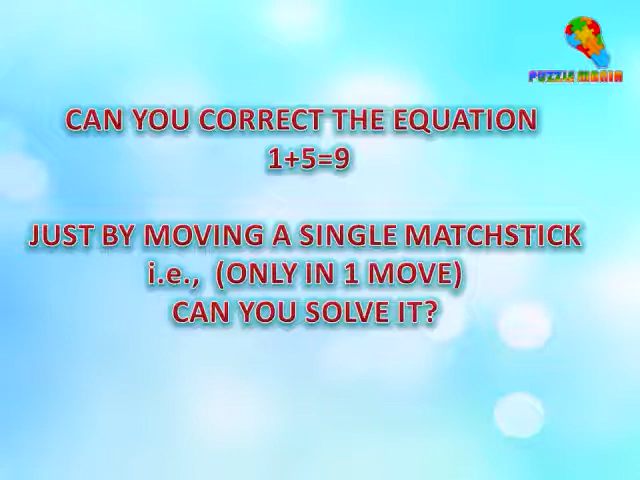 PUZZLE MANIA
CAN YOU CORRECT THE EQUATION
1+5=9
JUST BY MOVING A SINGLE MATCHSTICK
i.e., (ONLY IN 1 MOVE)
CAN YOU SOLVE IT?